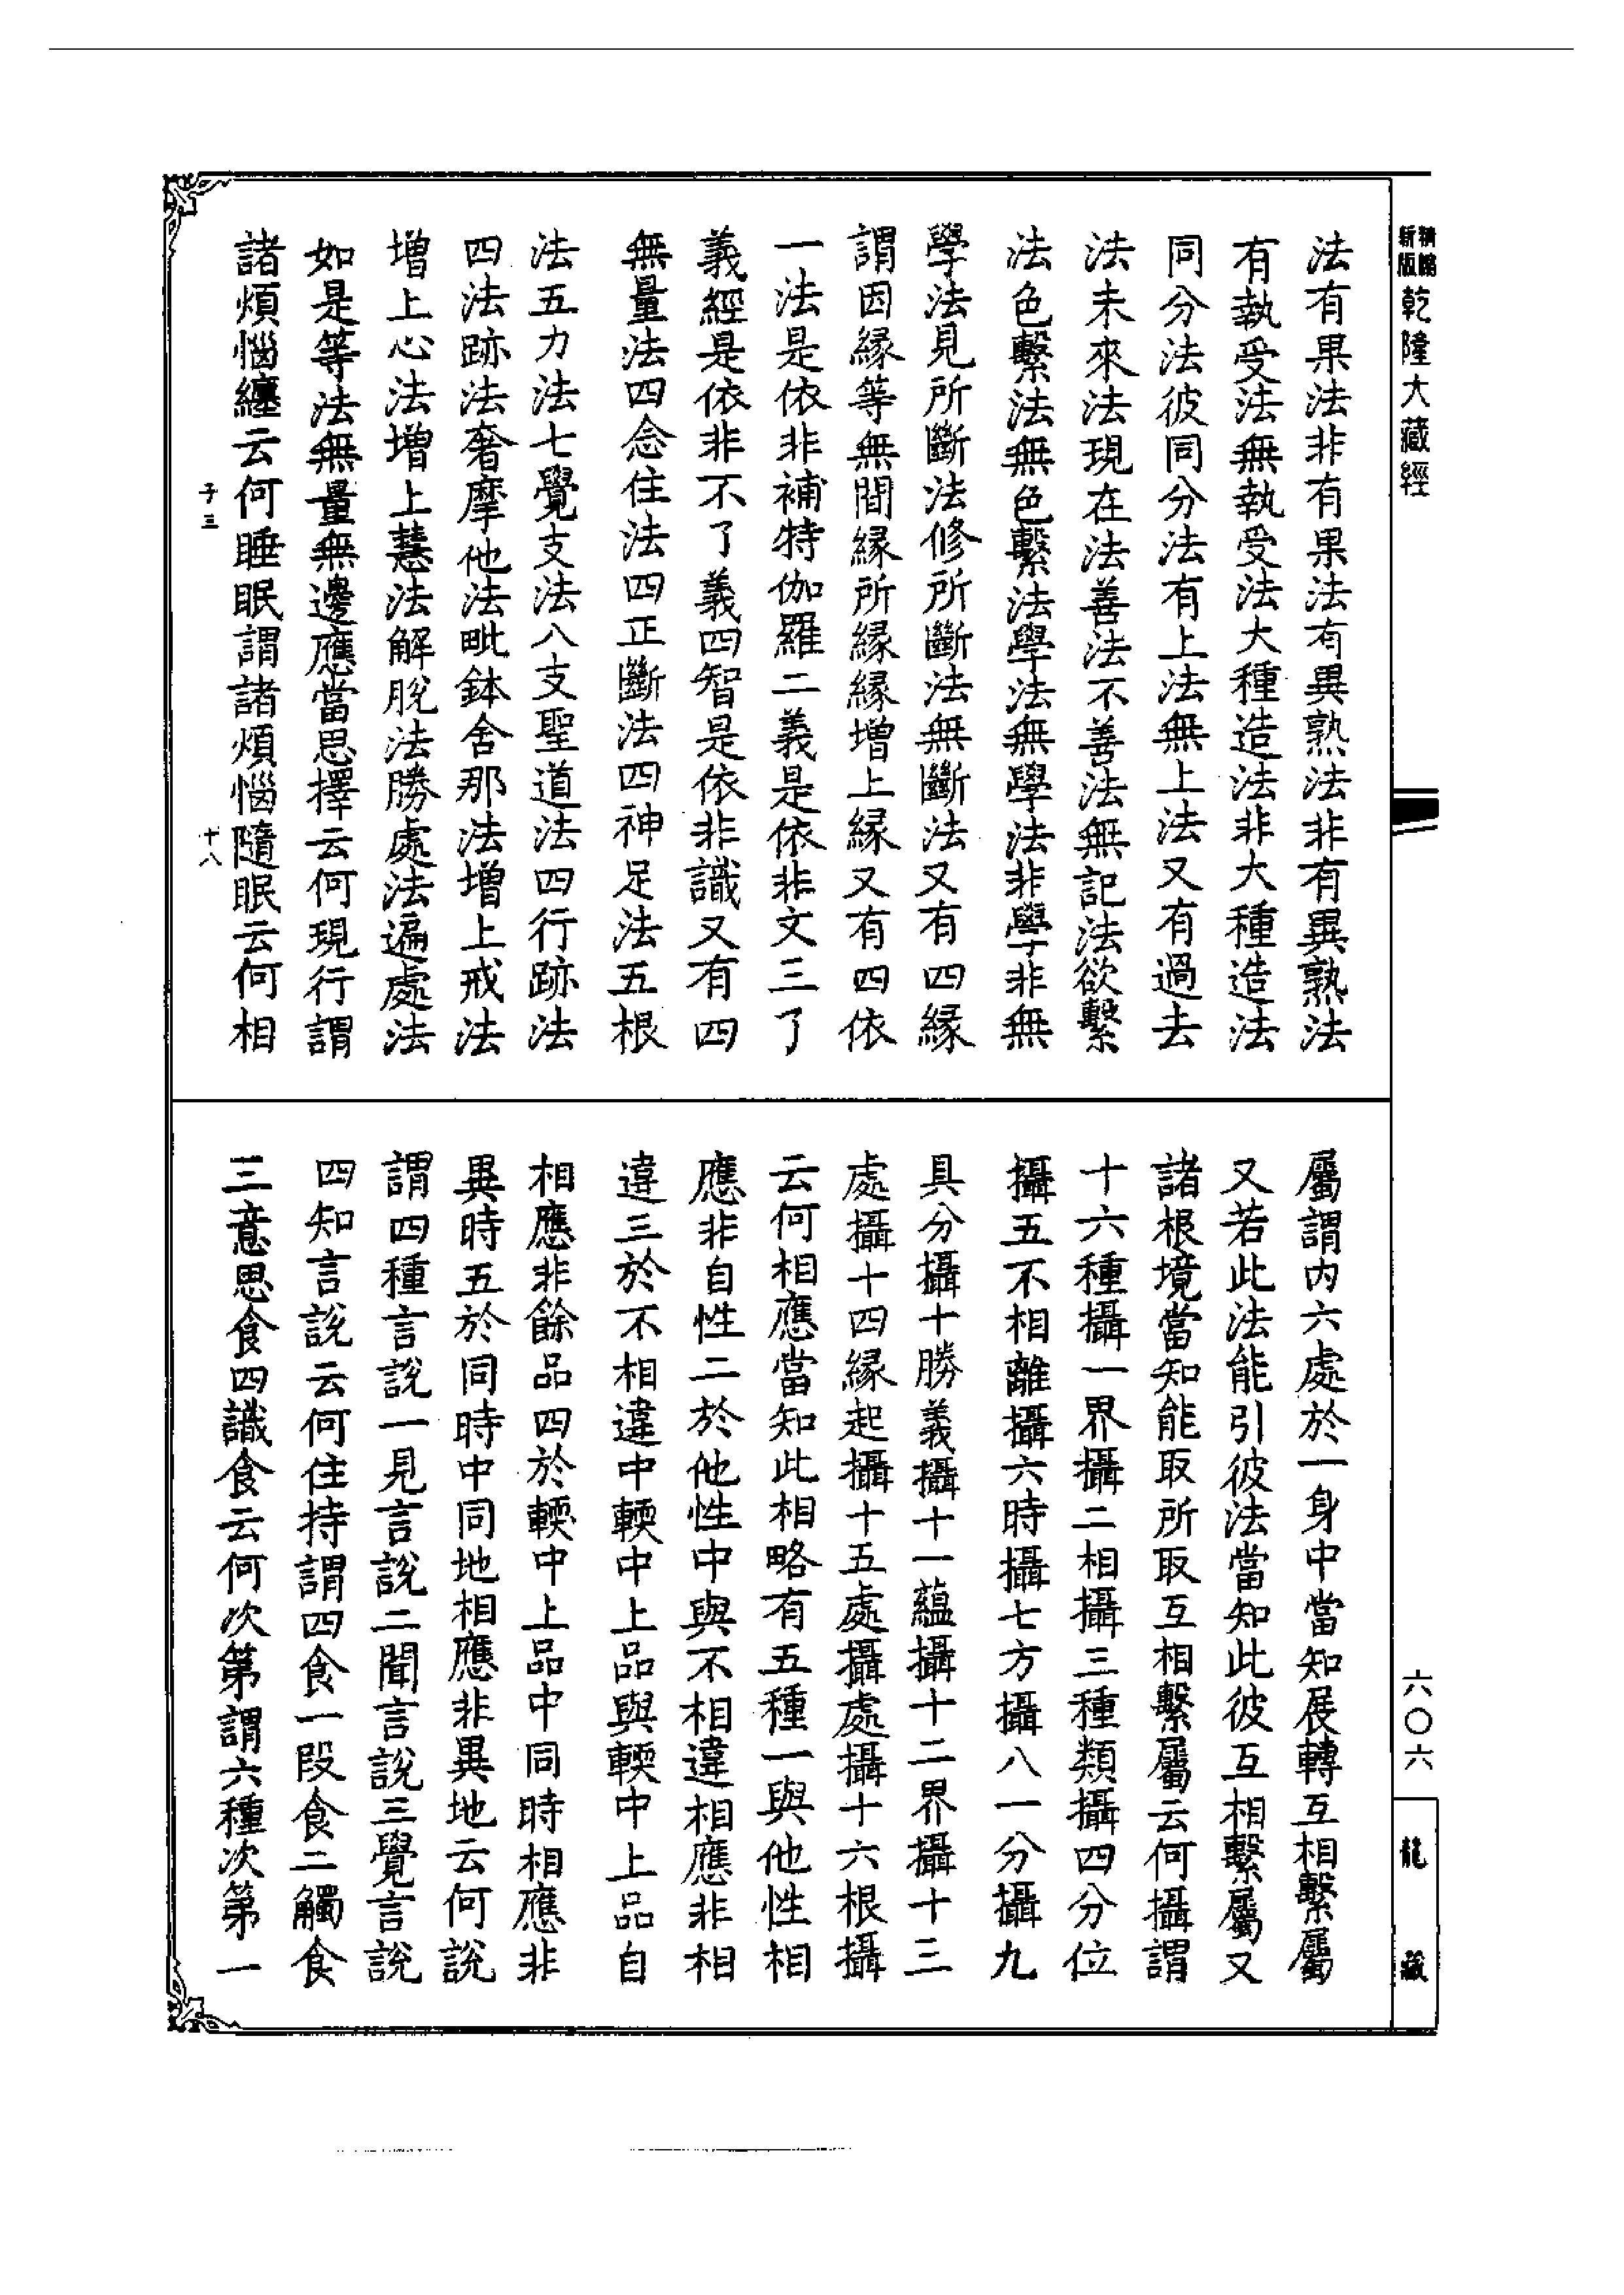 精縮新版乾隆大藏經
六〇六
龍藏
法有果法非有果法有異熟法非有異熟法
有執受法無執受法大種造法非大種造法
同分法彼同分法有上法無上法又有過去
法未來法現在法善法不善法無記法欲繫
法色繫法無色繫法學法無學法非學非無
學法見所斷法修所斷法無斷法又有四緣
謂因緣等無間緣所緣緣增上緣又有四依
一法是依非補特伽羅二義是依非文三了
義經是依非不了義四智是依非識又有四
無量法四念住法四正斷法四神足法五根
法五力法七覺支法八支聖道法四行跡法
四法跡法奢摩他法毗鉢舍那法增上戒法
增上心法增上慧法解脫法勝處法遍處法
如是等法無量無邊應當思擇云何現行謂
諸煩惱纏云何睡眠謂諸煩惱隨眠云何相
子三 十八
屬謂內六處於一身中當知展轉互相繫屬
又若此法能引彼法當知此彼互相繫屬又
諸根境當知能取所取互相繫屬云何攝謂
十六種攝一界攝二相攝三種類攝四分位
攝五不相離攝六時攝七方攝八一分攝九
具分攝十勝義攝十一蘊攝十二界攝十三
處攝十四緣起攝十五處攝處攝十六根攝
云何相應當知此相略有五種一與他性相
應非自性二於他性中與不相違相應非相
違三於不相違中輭中上品與輭中上品自
相應非餘品四於輭中上品中同時相應非
異時五於同時中同地相應非異地云何說
謂四種言說一見言說二聞言說三覺言說
四知言說云何住持謂四食一段食二觸食
三意思食四識食云何次第謂六種次第一